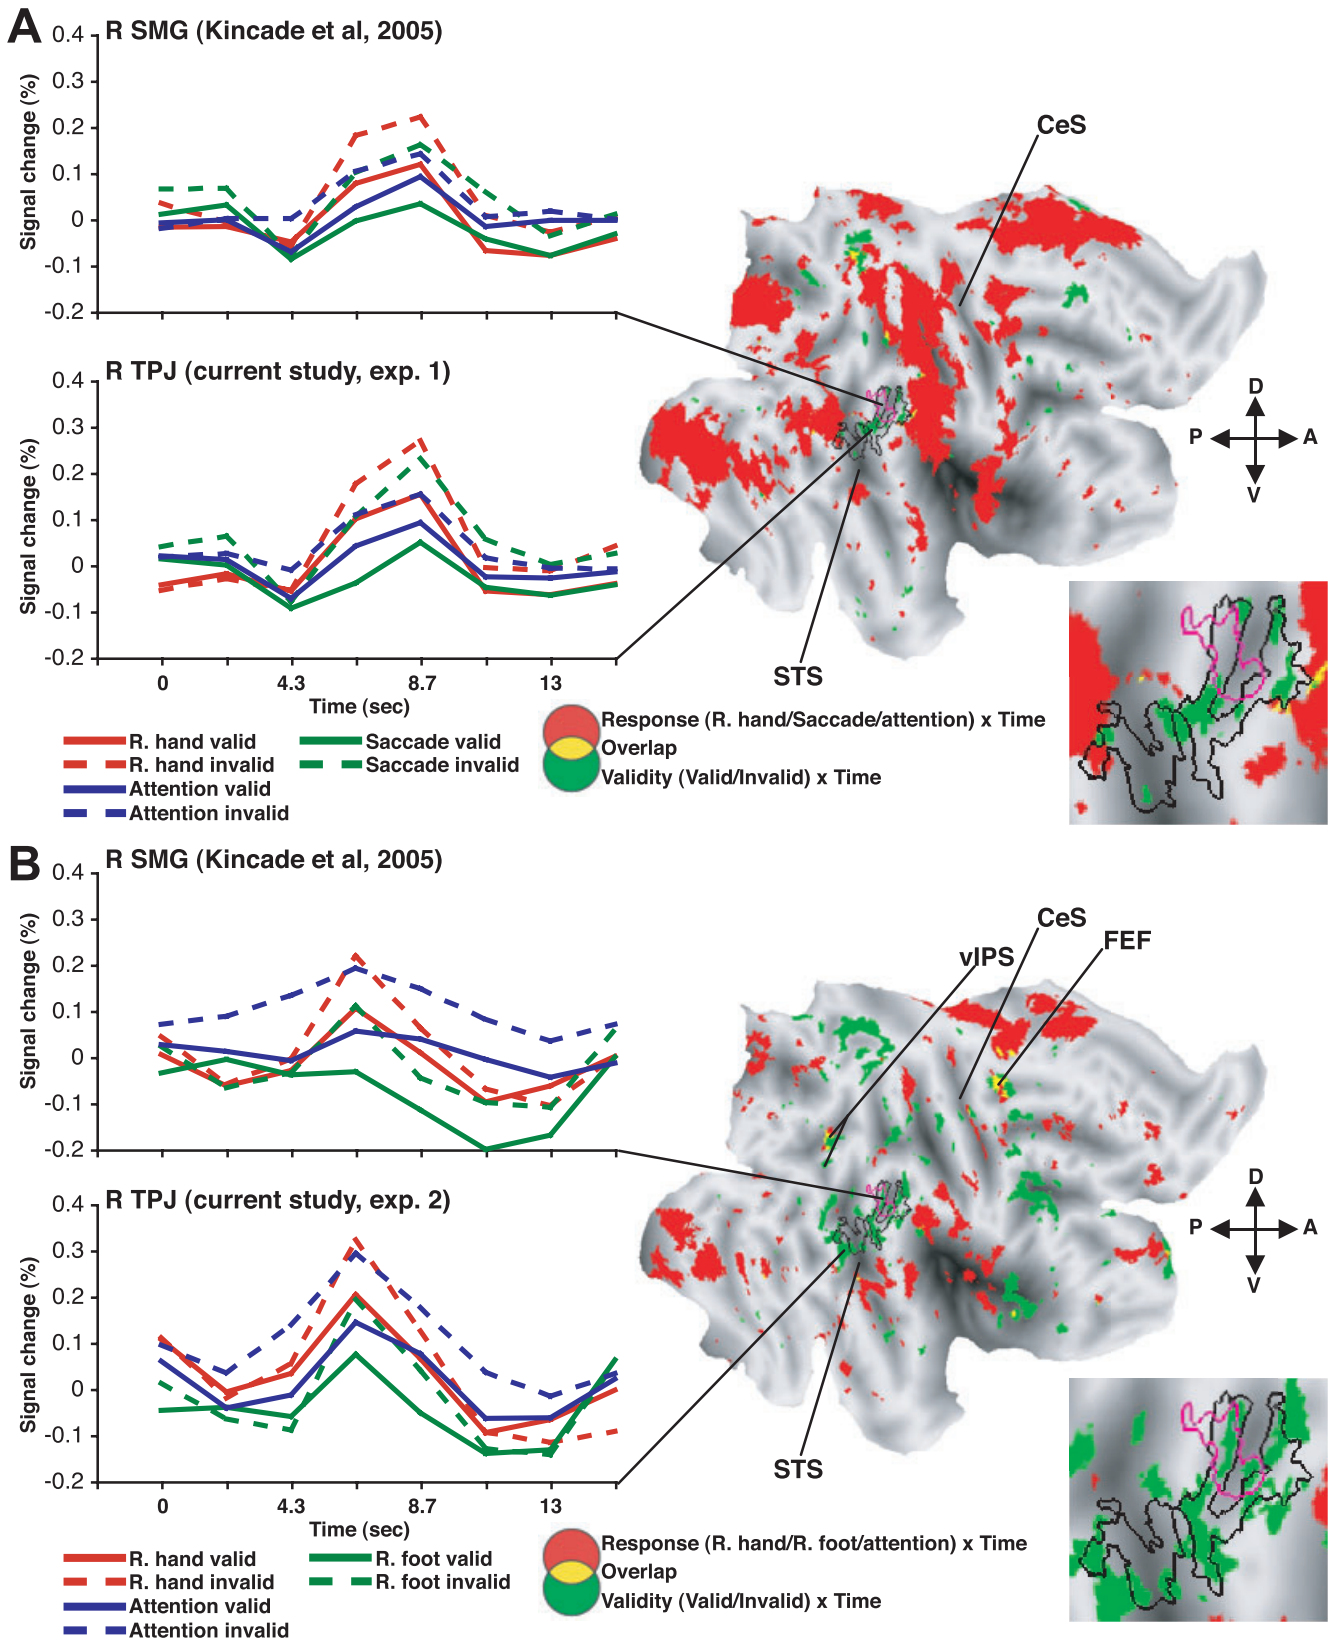 A
R SMG (Kincade et al, 2005)
Signal change (%)
0.4
0.3
0.2
0.1
0
-0.1
-0.2
R TPJ (current study, exp. 1)
Signal change (%)
0.4
0.3
0.2
0.1
0
-0.1
-0.2
0 4.3 8.7 13
Time (sec)
R. hand valid
R. hand invalid
Attention valid
Attention invalid
Saccade valid
Saccade invalid
CeS
STS
D
P A
V
Response (R. hand/Saccade/attention) x Time
Overlap
Validity (Valid/Invalid) x Time
B
R SMG (Kincade et al, 2005)
Signal change (%)
0.4
0.3
0.2
0.1
0
-0.1
-0.2
R TPJ (current study, exp. 2)
Signal change (%)
0.4
0.3
0.2
0.1
0
-0.1
-0.2
0 4.3 8.7 13
Time (sec)
R. hand valid
R. hand invalid
Attention valid
Attention invalid
R. foot valid
R. foot invalid
vIPS
CeS
FEF
STS
D
P A
V
Response (R. hand/R. foot/attention) x Time
Overlap
Validity (Valid/Invalid) x Time